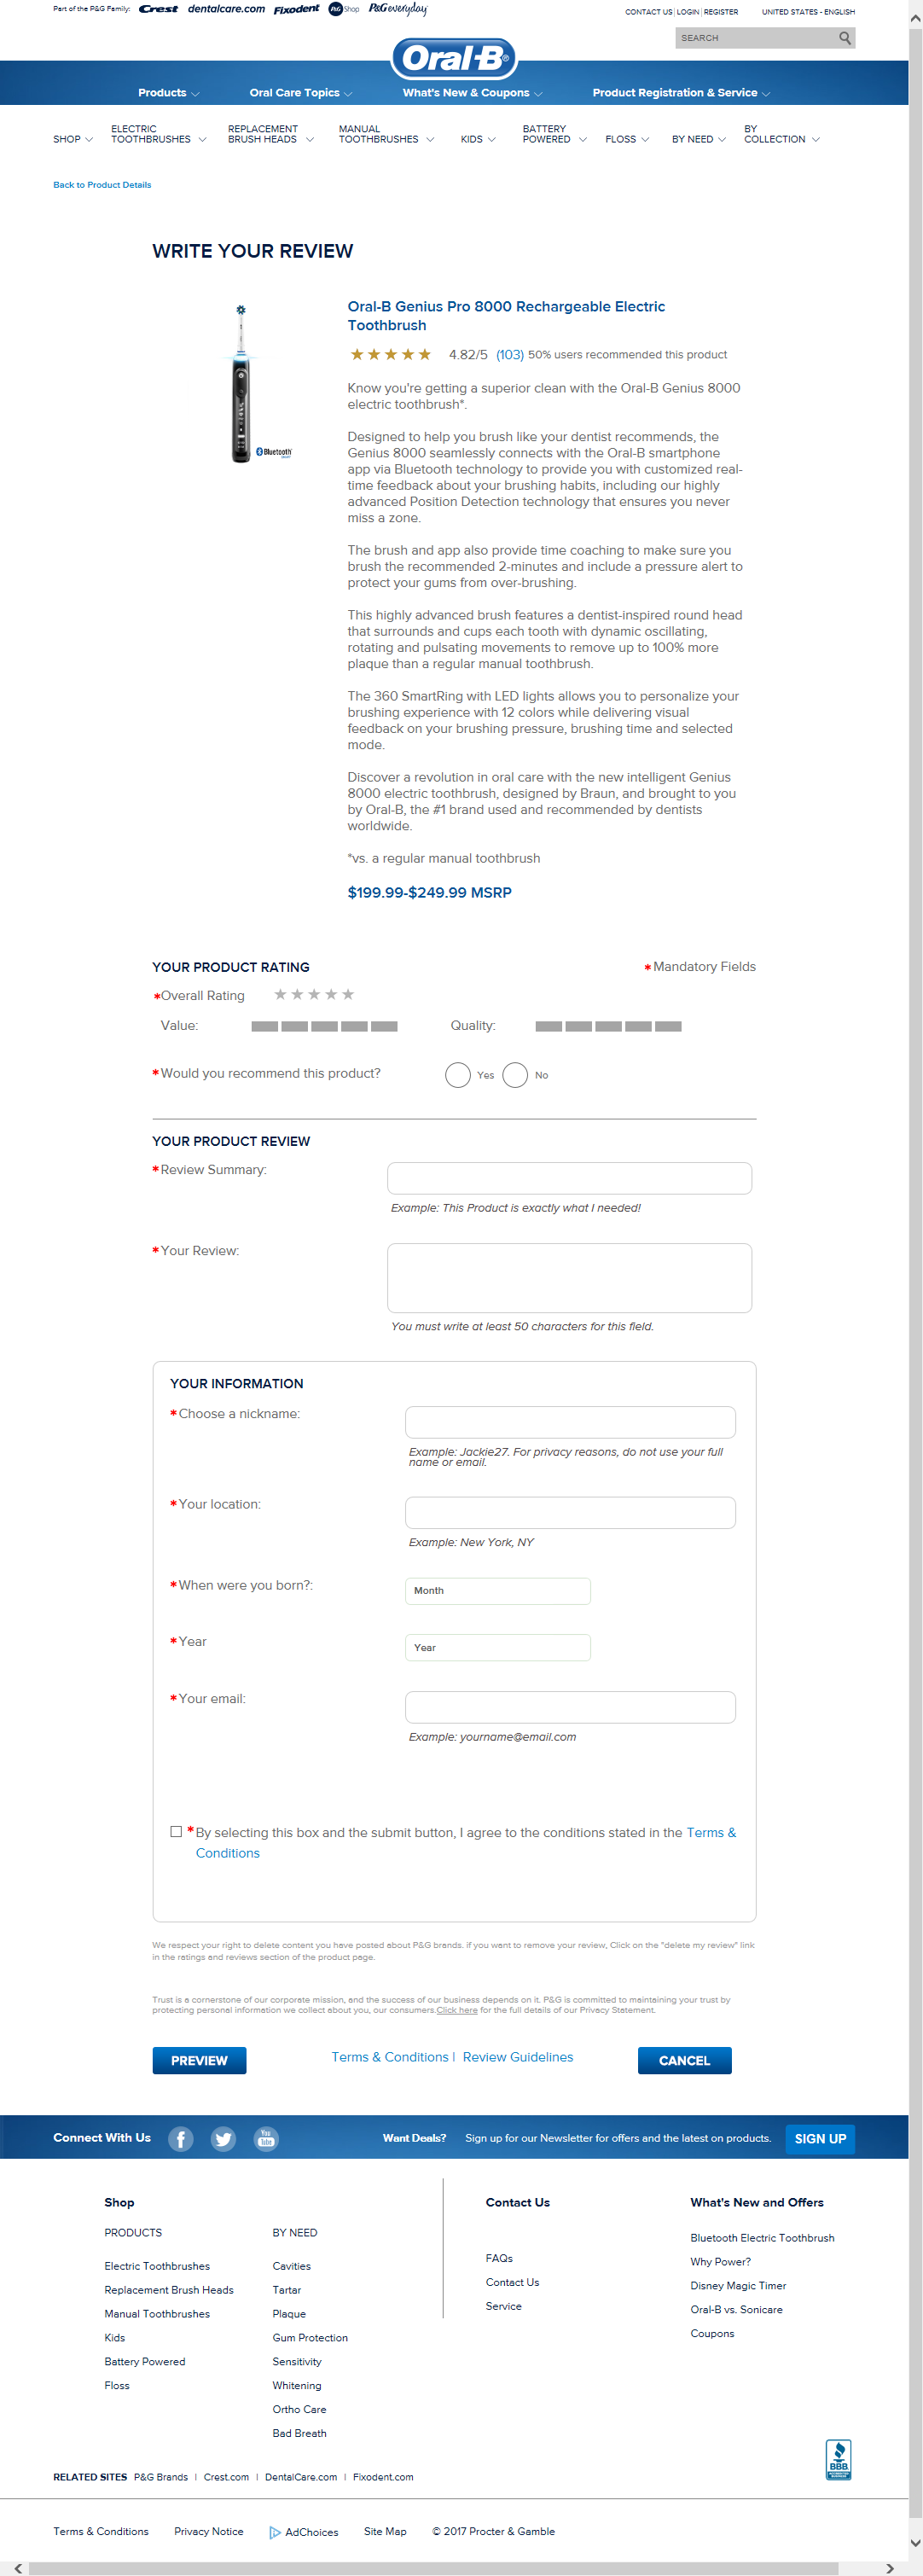 Part of the P&G Family: Crest dentalcare.com Fixodent P&G Shop P&G everyday
CONTACT US | LOGIN | REGISTER UNITED STATES - ENGLISH
SEARCH
Oral-B®
Products Oral Care Topics What's New & Coupons Product Registration & Service
SHOP ELECTRIC TOOTHBRUSHES REPLACEMENT BRUSH HEADS MANUAL TOOTHBRUSHES KIDS BATTERY POWERED FLOSS BY NEED BY COLLECTION
Back to Product Details
WRITE YOUR REVIEW
Oral-B Genius Pro 8000 Rechargeable Electric
Toothbrush
4.82/5 (103) 50% users recommended this product
Bluetooth
Know you're getting a superior clean with the Oral-B Genius 8000
electric toothbrush*.
Designed to help you brush like your dentist recommends, the
Genius 8000 seamlessly connects with the Oral-B smartphone
app via Bluetooth technology to provide you with customized real-
time feedback about your brushing habits, including our highly
advanced Position Detection technology that ensures you never
miss a zone.
The brush and app also provide time coaching to make sure you
brush the recommended 2-minutes and include a pressure alert to
protect your gums from over-brushing.
This highly advanced brush features a dentist-inspired round head
that surrounds and cups each tooth with dynamic oscillating,
rotating and pulsating movements to remove up to 100% more
plaque than a regular manual toothbrush.
The 360 SmartRing with LED lights allows you to personalize your
brushing experience with 12 colors while delivering visual
feedback on your brushing pressure, brushing time and selected
mode.
Discover a revolution in oral care with the new intelligent Genius
8000 electric toothbrush, designed by Braun, and brought to you
by Oral-B, the #1 brand used and recommended by dentists
worldwide.
*vs. a regular manual toothbrush
$199.99-$249.99 MSRP
YOUR PRODUCT RATING
*Mandatory Fields
*Overall Rating
Value: Quality:
*Would you recommend this product? Yes No
YOUR PRODUCT REVIEW
*Review Summary:
Example: This Product is exactly what I needed!
*Your Review:
You must write at least 50 characters for this field.
YOUR INFORMATION
*Choose a nickname:
Example: Jackie27. For privacy reasons, do not use your full
name or email.
*Your location:
Example: New York, NY
*When were you born?: Month
*Year Year
*Your email:
Example: yourname@email.com
*By selecting this box and the submit button, I agree to the conditions stated in the Terms &
Conditions
We respect your right to delete content you have posted about P&G brands. if you want to remove your review, Click on the "delete my review" link
in the ratings and reviews section of the product page.
Trust is a cornerstone of our corporate mission, and the success of our business depends on it. P&G is committed to maintaining your trust by
protecting personal information we collect about you, our consumers.Click here for the full details of our Privacy Statement.
PREVIEW Terms & Conditions | Review Guidelines CANCEL
Connect With Us f You Tube Want Deals? Sign up for our Newsletter for offers and the latest on products. SIGN UP
Shop
PRODUCTS
Electric Toothbrushes
Replacement Brush Heads
Manual Toothbrushes
Kids
Battery Powered
Floss
BY NEED
Cavities
Tartar
Plaque
Gum Protection
Sensitivity
Whitening
Ortho Care
Bad Breath
Contact Us
FAQs
Contact Us
Service
What's New and Offers
Bluetooth Electric Toothbrush
Why Power?
Disney Magic Timer
Oral-B vs. Sonicare
Coupons
BBB
RELATED SITES P&G Brands | Crest.com | DentalCare.com | Fixodent.com
Terms & Conditions Privacy Notice AdChoices Site Map © 2017 Procter & Gamble